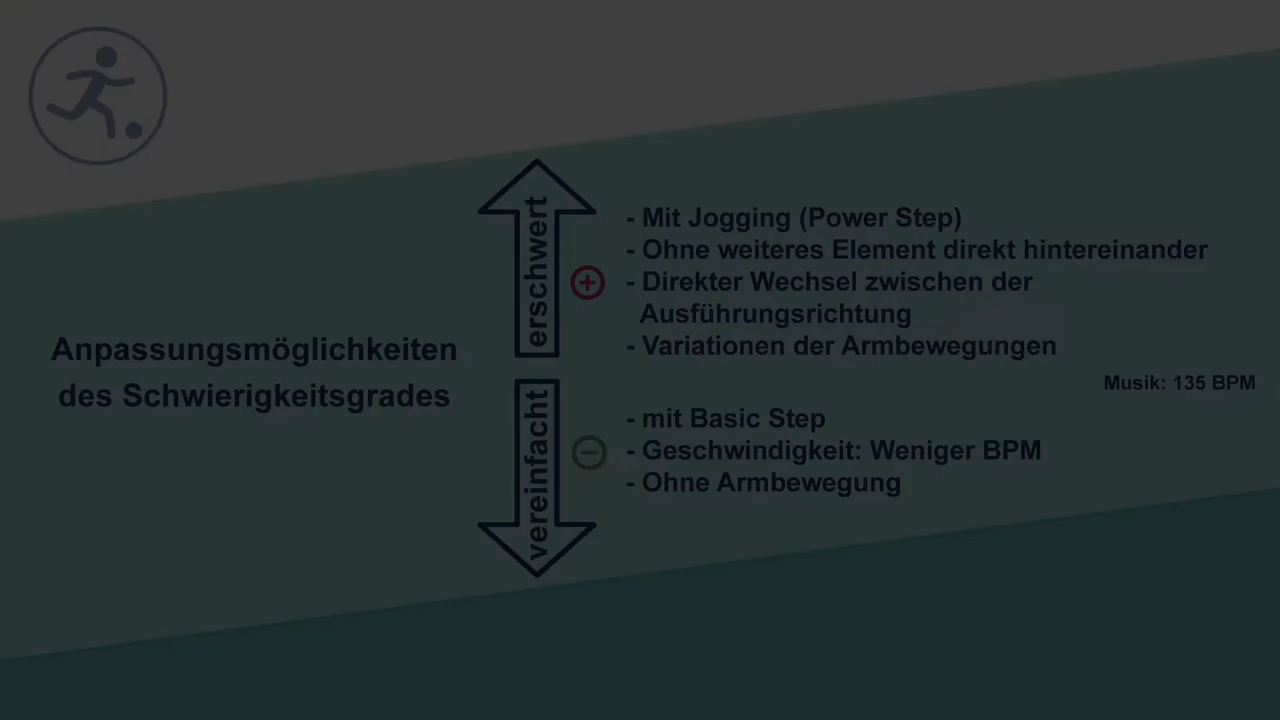 erschwert
- Mit Jogging (Power Step)
- Ohne weiteres Element direkt hintereinander
- Direkter Wechsel zwischen der
Ausführungsrichtung
- Variationen der Armbewegungen
Anpassungsmöglichkeiten
des Schwierigkeitsgrades
Musik: 135 BPM
vereinfacht
- mit Basic Step
- Geschwindigkeit: Weniger BPM
- Ohne Armbewegung